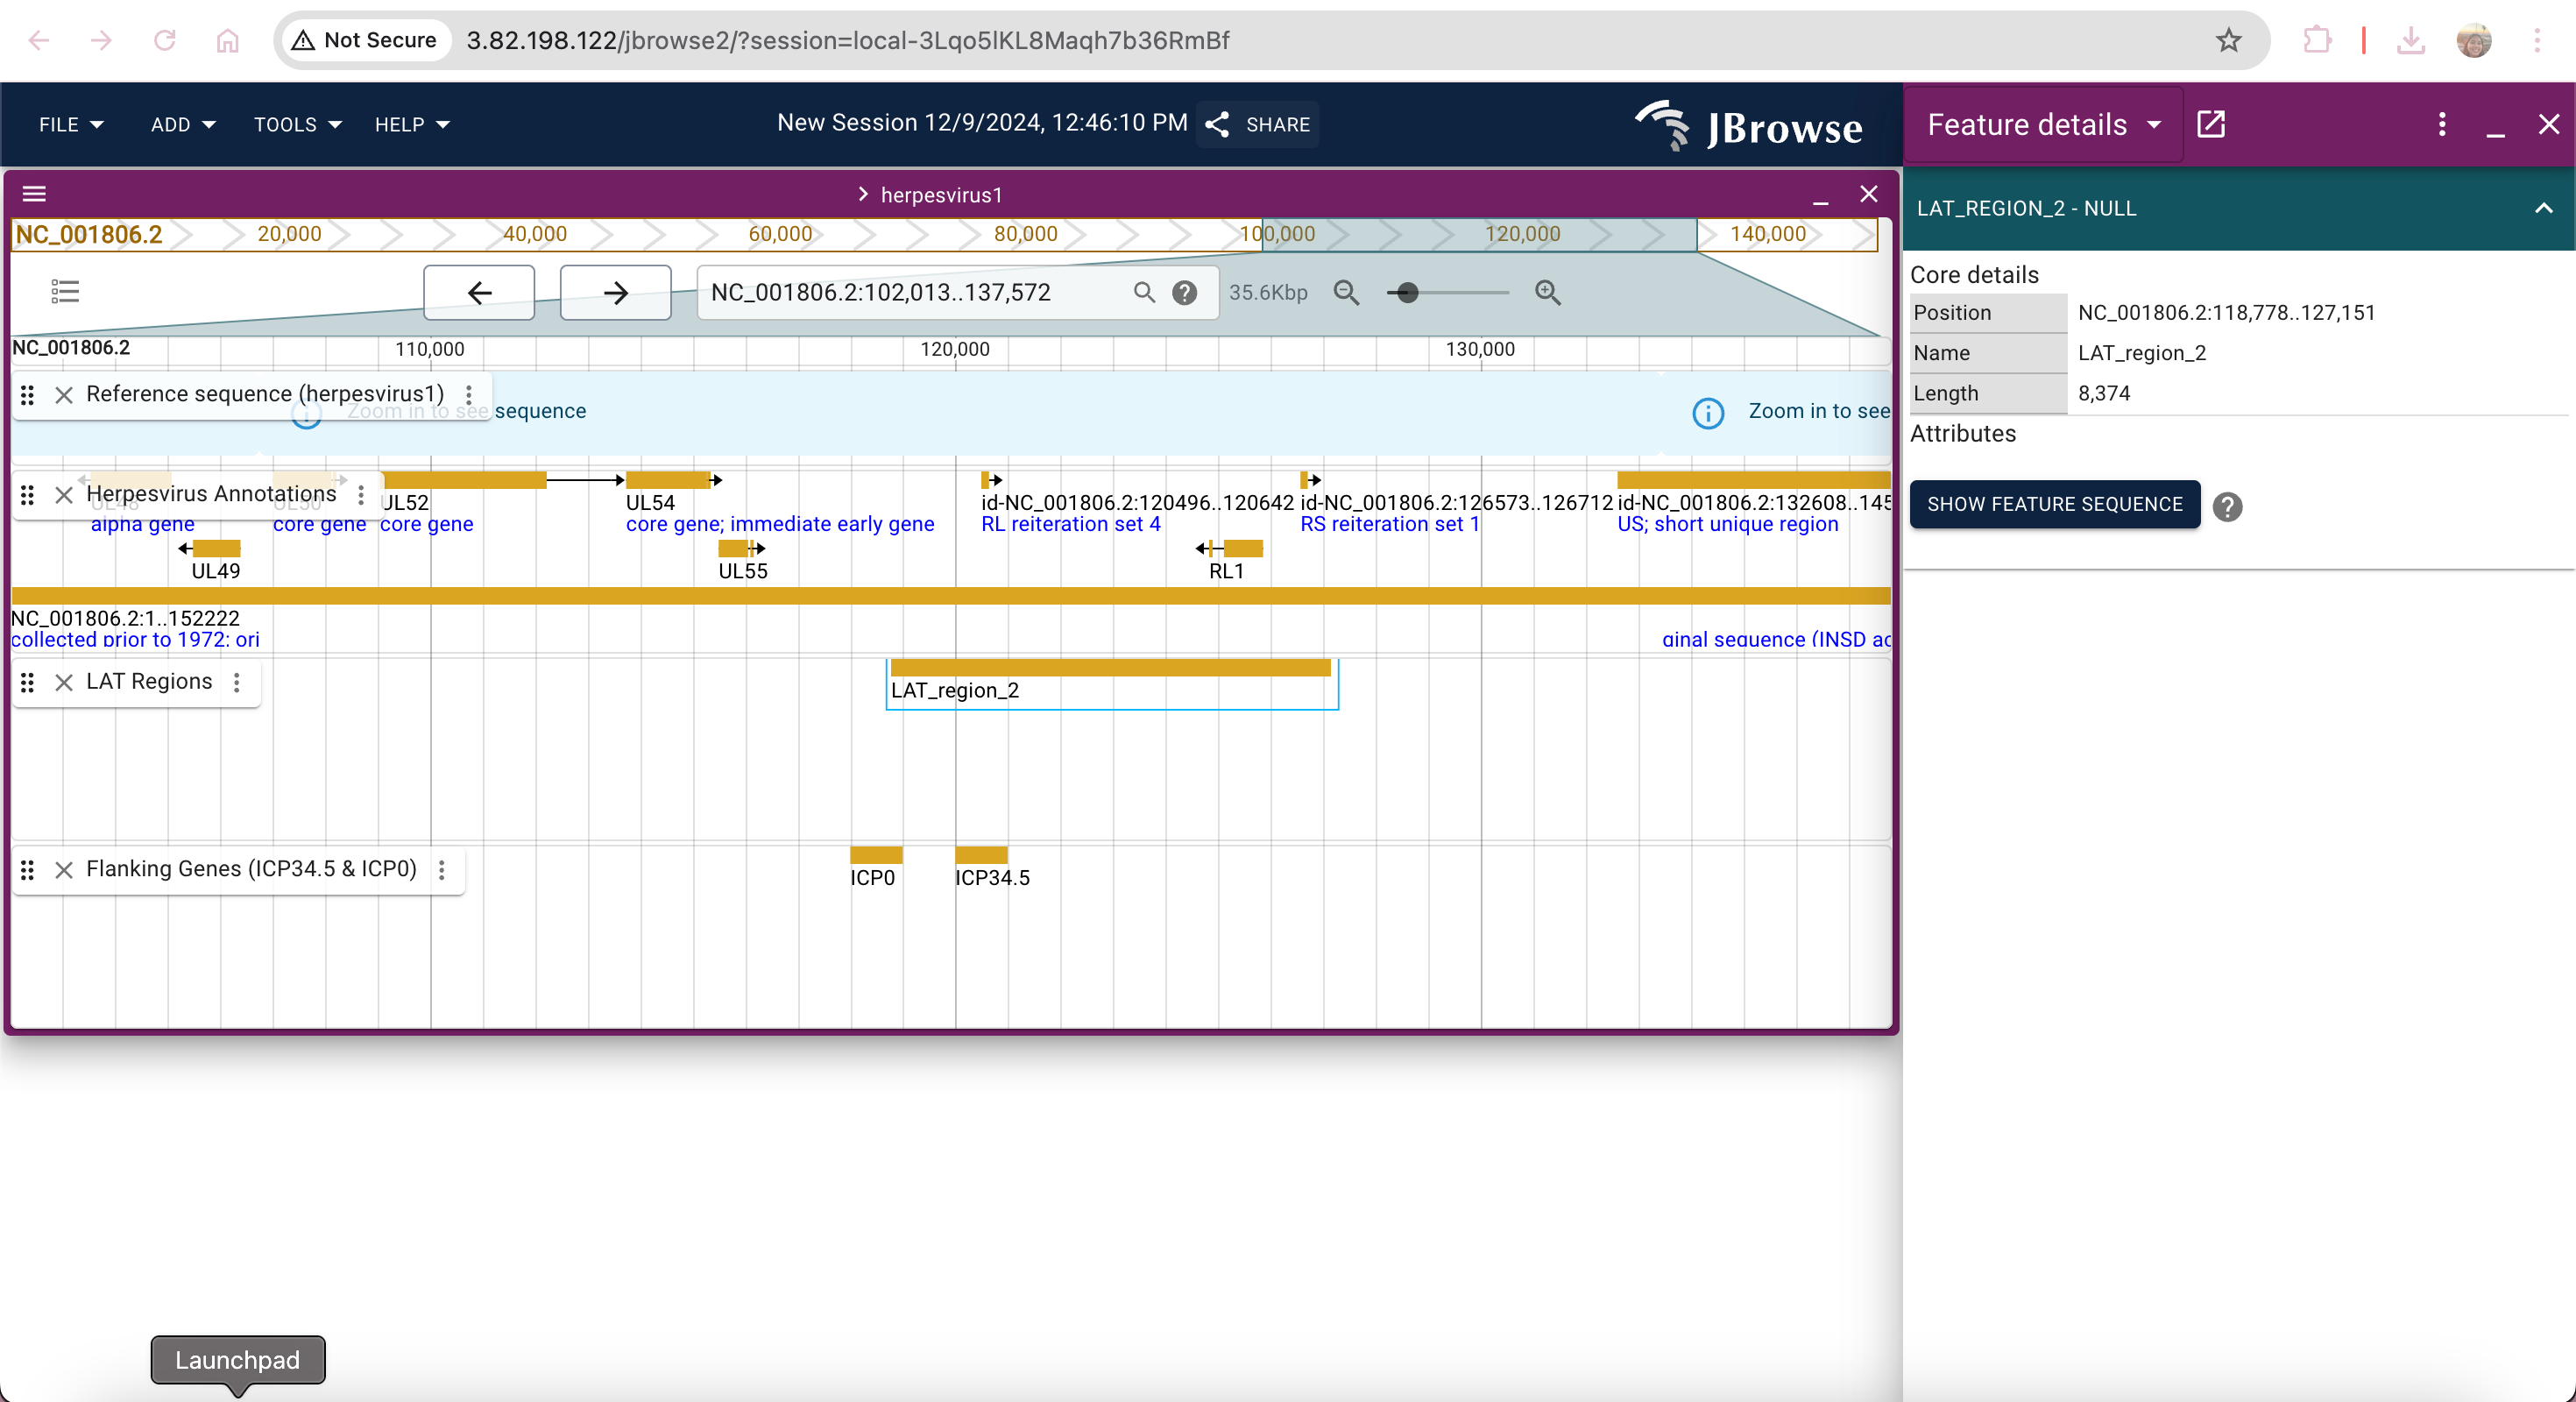 Not Secure 3.82.198.122/jbrowse2/?session=local-3Lqo5lKL8Maqh7b36RmBf
FILE ADD TOOLS HELP New Session 12/9/2024, 12:46:10 PM SHARE JBrowse
Feature details
herpesvirus1
NC_001806.2 20,000 40,000 60,000 80,000 100,000 120,000 140,000
NC_001806.2:102,013..137,572 35.6Kbp
NC_001806.2 110,000 120,000 130,000
Reference sequence (herpesvirus1)
Zoom in to see sequence Zoom in to see
Herpesvirus Annotations
UL48 UL50 UL52 UL54 id-NC_001806.2:120496..120642 id-NC_001806.2:126573..126712 id-NC_001806.2:132608..145
alpha gene core gene core gene core gene; immediate early gene RL reiteration set 4 RS reiteration set 1 US; short unique region
UL49 UL55 RL1
NC_001806.2:1..152222
collected prior to 1972; ori ginal sequence (INSD ac
LAT Regions
LAT_region_2
Flanking Genes (ICP34.5 & ICP0)
ICP0 ICP34.5
LAT_REGION_2 - NULL
Core details
Position NC_001806.2:118,778..127,151
Name LAT_region_2
Length 8,374
Attributes
SHOW FEATURE SEQUENCE
Launchpad